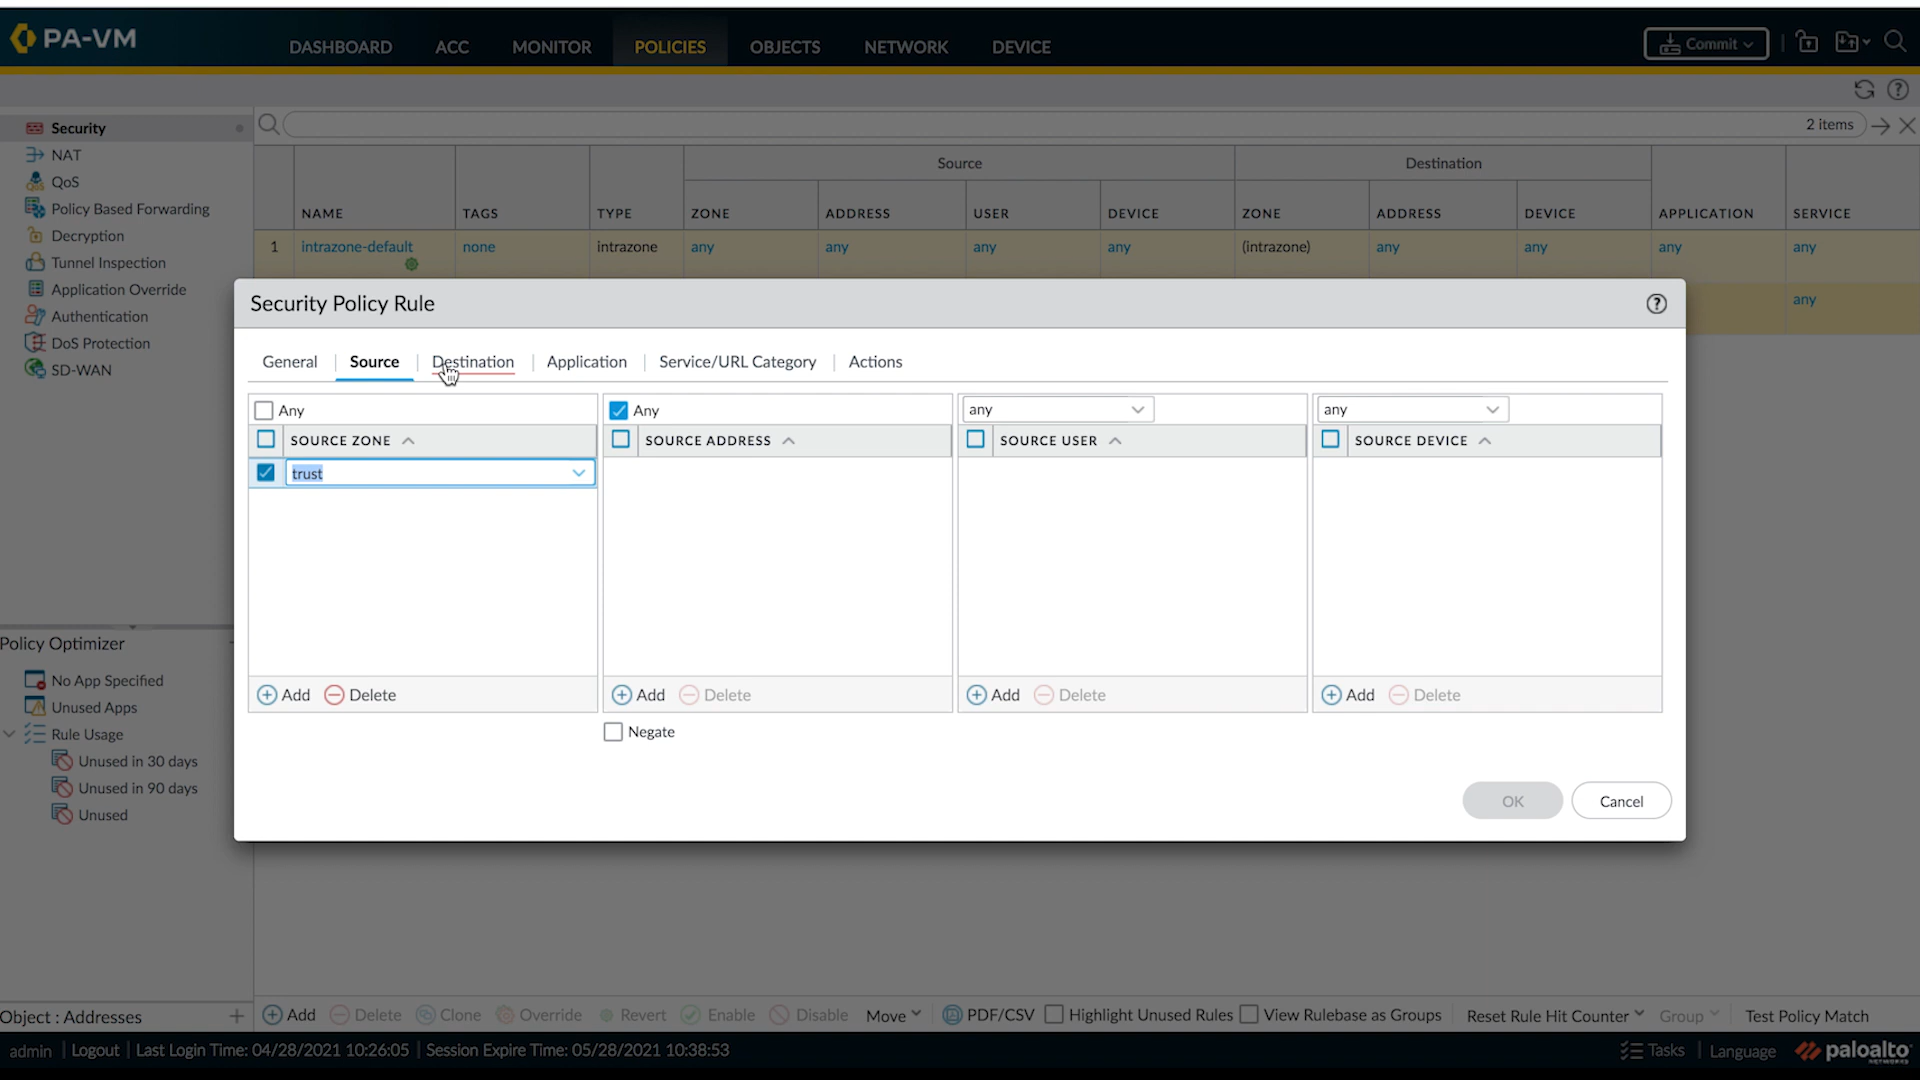 PA-VM
DASHBOARD ACC MONITOR POLICIES OBJECTS NETWORK DEVICE
Commit
Security
NAT
QoS
Policy Based Forwarding
Decryption
Tunnel Inspection
Application Override
Authentication
DoS Protection
SD-WAN
2 items
Source Destination
NAME TAGS TYPE ZONE ADDRESS USER DEVICE ZONE ADDRESS DEVICE APPLICATION SERVICE
1 intrazone-default none intrazone any any any any (intrazone) any any any any
any
Security Policy Rule
General Source Destination Application Service/URL Category Actions
Any Any any any
SOURCE ZONE SOURCE ADDRESS SOURCE USER SOURCE DEVICE
trust
Add Delete Add Delete Add Delete Add Delete
Negate
OK Cancel
Policy Optimizer
No App Specified
Unused Apps
Rule Usage
Unused in 30 days
Unused in 90 days
Unused
Object : Addresses
Add Delete Clone Override Revert Enable Disable Move PDF/CSV Highlight Unused Rules View Rulebase as Groups Reset Rule Hit Counter Group Test Policy Match
admin Logout Last Login Time: 04/28/2021 10:26:05 Session Expire Time: 05/28/2021 10:38:53
Tasks Language paloalto
NETWORKS